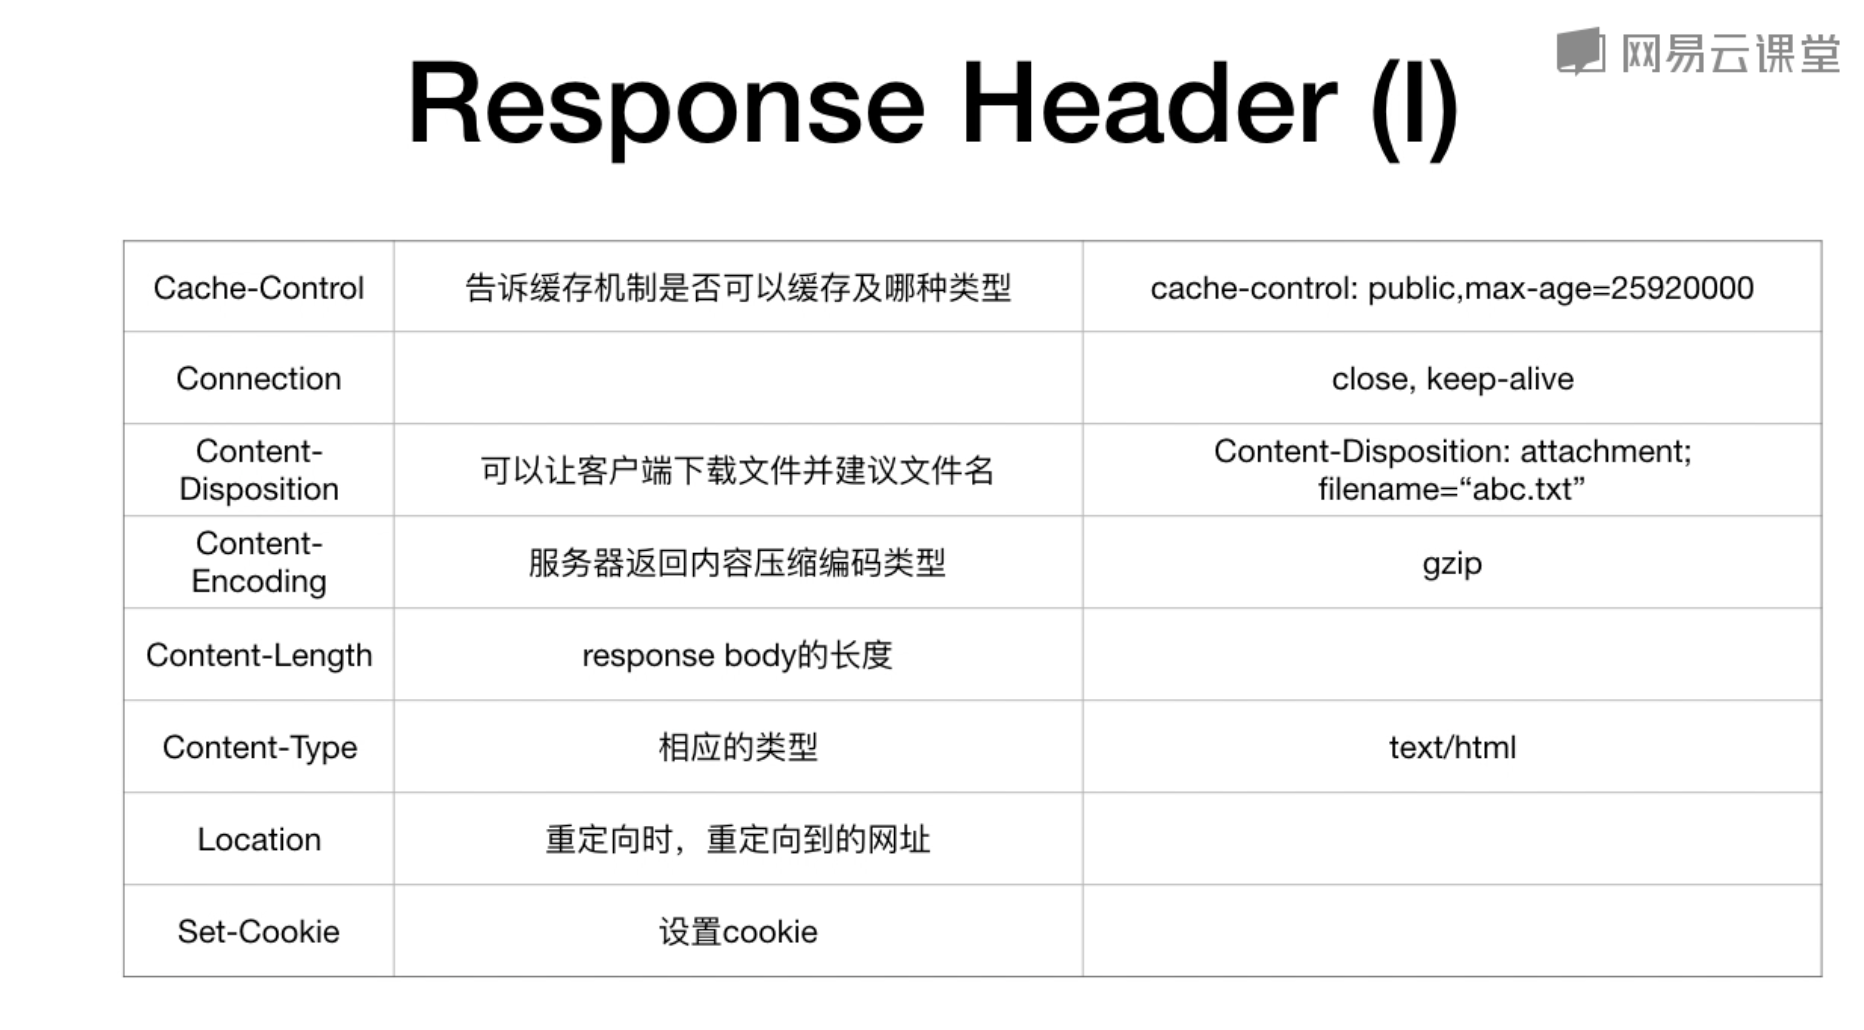 网易云课堂
Response Header (I)
Cache-Control 告诉缓存机制是否可以缓存及哪种类型 cache-control: public,max-age=25920000
Connection close, keep-alive
Content-
Disposition
可以让客户端下载文件并建议文件名
Content-Disposition: attachment;
filename=“abc.txt”
Content-
Encoding
服务器返回内容压缩编码类型
gzip
Content-Length response body的长度
Content-Type 相应的类型 text/html
Location 重定向时，重定向到的网址
Set-Cookie 设置cookie